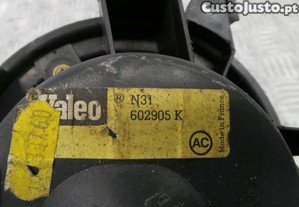 CustoJusto.pt
Valeo ® N31
602905 K
AC
Made in France